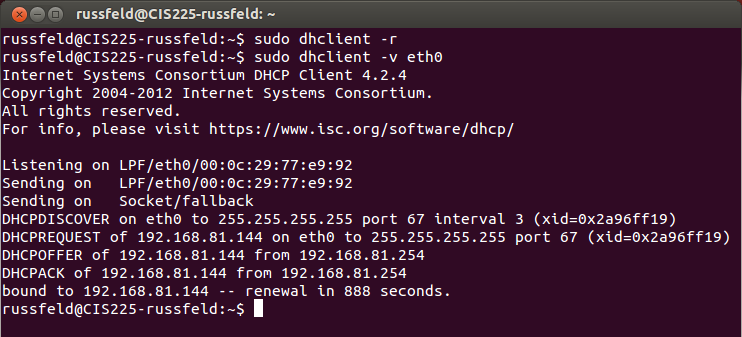 russfeld@CIS225-russfeld: ~
russfeld@CIS225-russfeld:~$ sudo dhclient -r
russfeld@CIS225-russfeld:~$ sudo dhclient -v eth0
Internet Systems Consortium DHCP Client 4.2.4
Copyright 2004-2012 Internet Systems Consortium.
All rights reserved.
For info, please visit https://www.isc.org/software/dhcp/

Listening on LPF/eth0/00:0c:29:77:e9:92
Sending on   LPF/eth0/00:0c:29:77:e9:92
Sending on   Socket/fallback
DHCPDISCOVER on eth0 to 255.255.255.255 port 67 interval 3 (xid=0x2a96ff19)
DHCPREQUEST of 192.168.81.144 on eth0 to 255.255.255.255 port 67 (xid=0x2a96ff19)
DHCPOFFER of 192.168.81.144 from 192.168.81.254
DHCPACK of 192.168.81.144 from 192.168.81.254
bound to 192.168.81.144 -- renewal in 888 seconds.
russfeld@CIS225-russfeld:~$